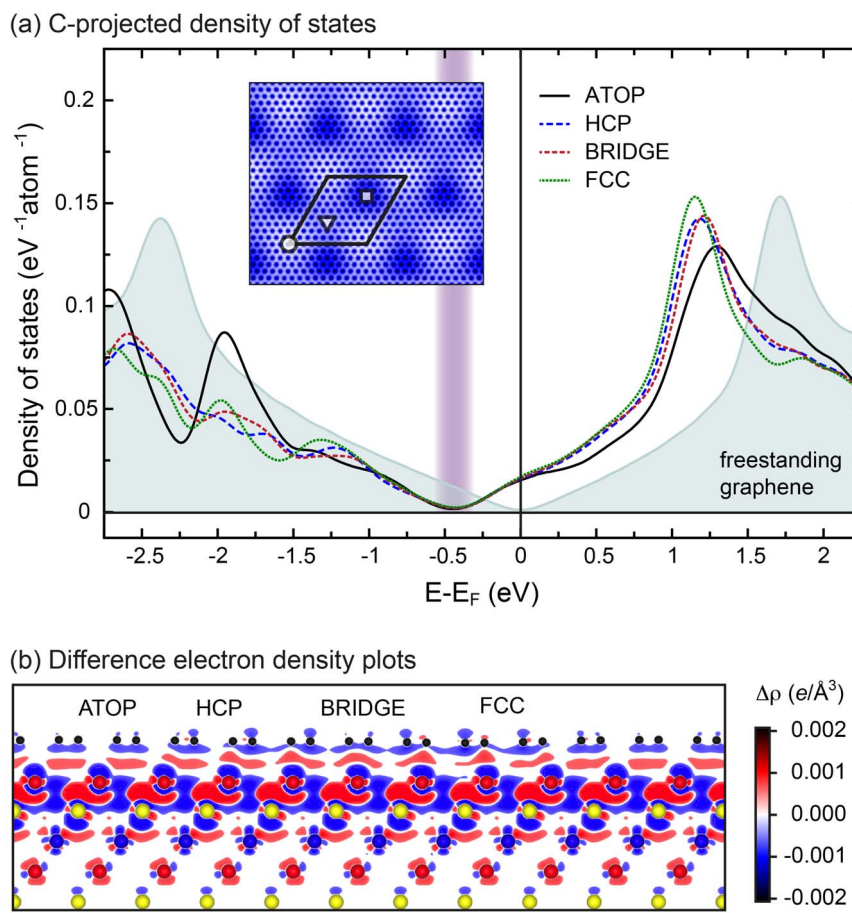 (a) C-projected density of states
Density of states (eV ⁻¹atom ⁻¹)
0.2
0.15
0.1
0.05
0
ATOP
HCP
BRIDGE
FCC
freestanding
graphene
-2.5 -2 -1.5 -1 -0.5 0 0.5 1 1.5 2
E-E_F (eV)
(b) Difference electron density plots
ATOP HCP BRIDGE FCC
Δρ (e/Å³)
0.002
0.001
0.000
-0.001
-0.002